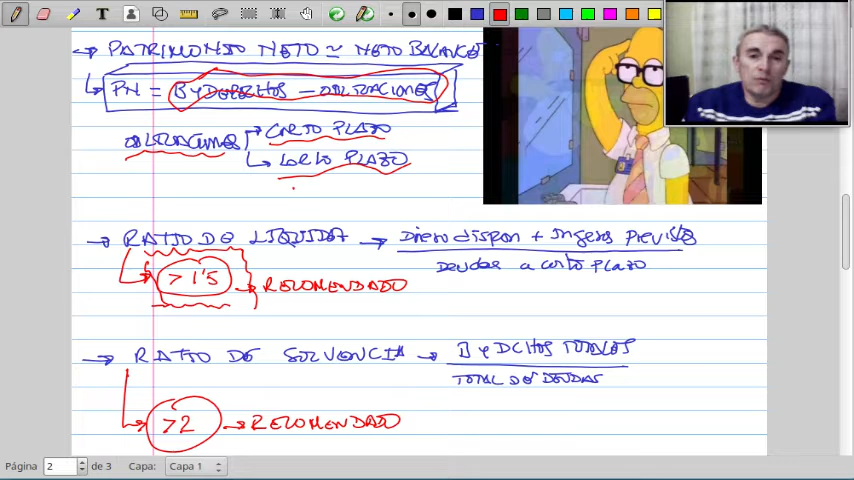 → PATRIMONIO NETO ≃ NETO BALANCE
PN = B y DERECHOS - OBLIGACIONES
OBLIGACIONES → CORTO PLAZO
→ LARGO PLAZO
→ RATIO DE LIQUIDEZ → Dinero dispon + Ingresos previstos
Deudas a corto plazo
> 1'5 → RECOMENDADO
→ RATIO DE SOLVENCIA → B y DCHOS TOTALES
TOTAL DE DEUDAS
>2 → RECOMENDADO
Página 2 de 3 Capa: Capa 1